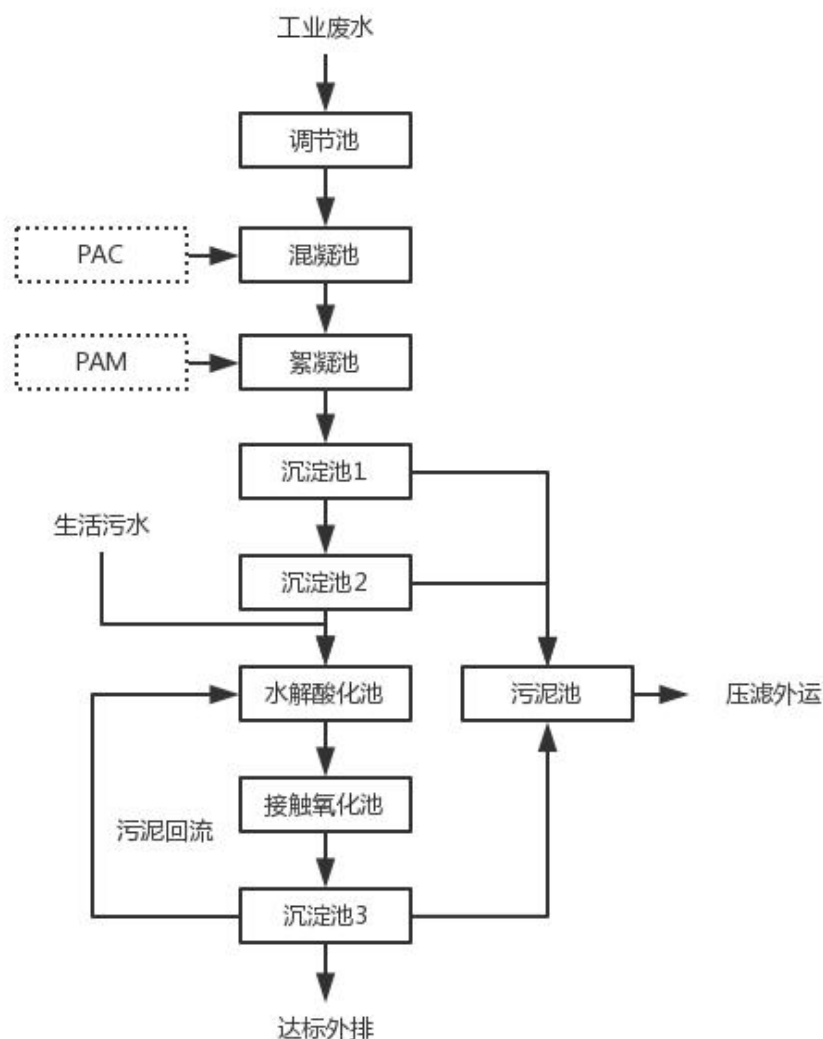 工业废水
调节池
PAC
混凝池
PAM
絮凝池
沉淀池1
生活污水
沉淀池2
水解酸化池
污泥池
压滤外运
接触氧化池
污泥回流
沉淀池3
达标外排